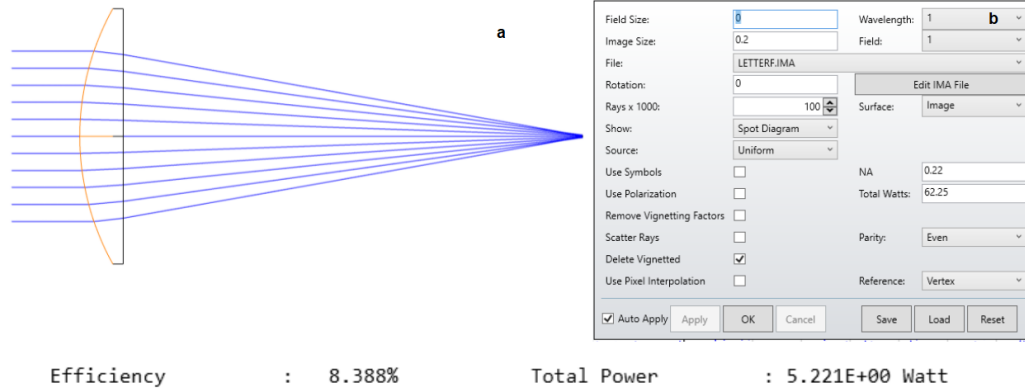 a
b
Field Size: 0 Wavelength: 1
Image Size: 0.2 Field: 1
File: LETTERF.IMA
Rotation: 0 Edit IMA File
Rays x 1000 100 Surface: Image
Show: Spot Diagram
Source: Uniform
Use Symbols NA 0.22
Use Polarization Total Watts: 62.25
Remove Vignetting Factors
Scatter Rays Parity: Even
Delete Vignetted
Use Pixel Interpolation Reference: Vertex
Auto Apply Apply OK Cancel Save Load Reset
Efficiency : 8.388% Total Power : 5.221E+00 Watt